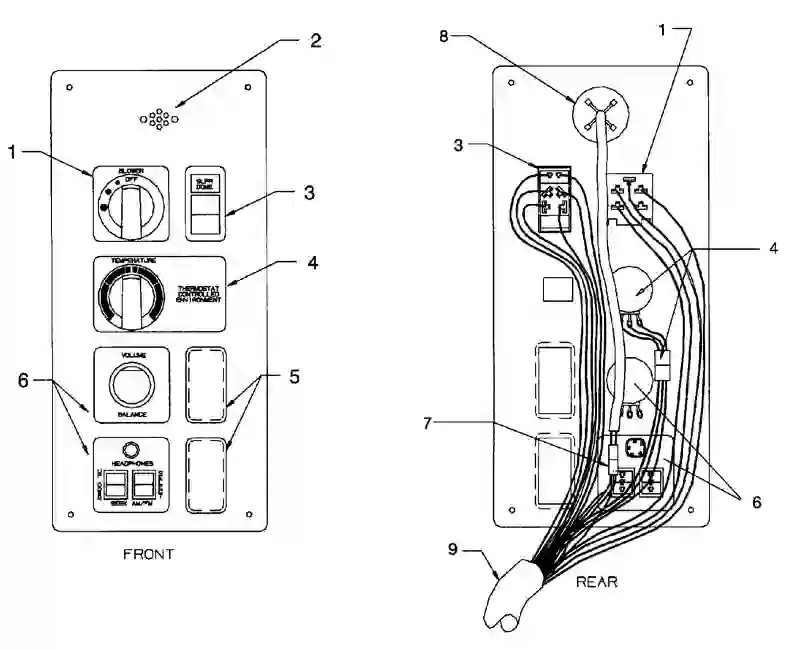 2
1
BLOWER
OFF
SUPR
DOME
3
TEMPERATURE
THERMOSTAT
CONTROLLED
ENVIRONMENT
4
6
VOLUME
BALANCE
5
HEADPHONES
SEEK AM/FM
FRONT
8
1
3
4
7
6
9
REAR